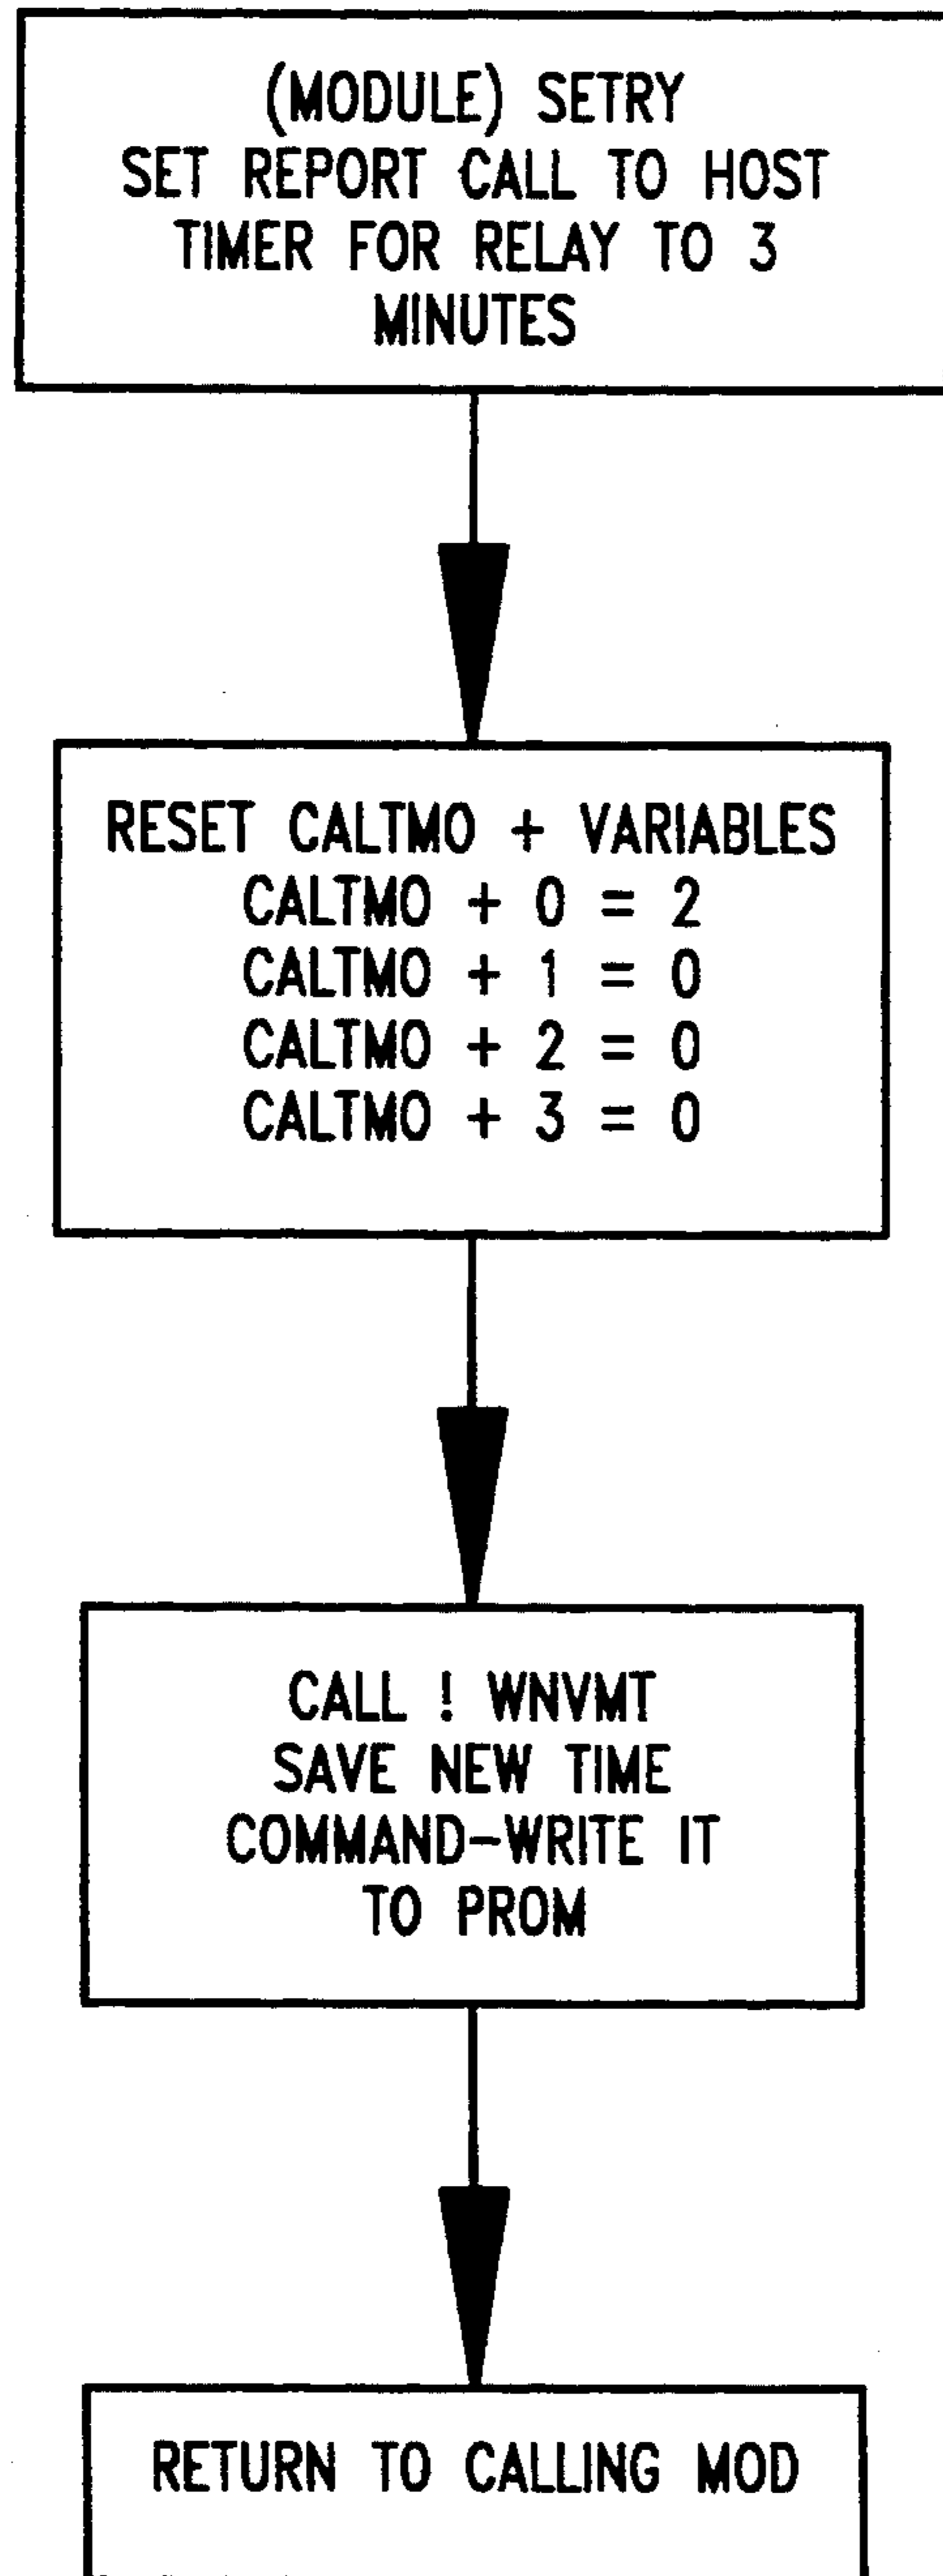 (MODULE) SETRY
SET REPORT CALL TO HOST
TIMER FOR RELAY TO 3
MINUTES
RESET CALTMO + VARIABLES
CALTMO + 0 = 2
CALTMO + 1 = 0
CALTMO + 2 = 0
CALTMO + 3 = 0
CALL ! WNVMT
SAVE NEW TIME
COMMAND-WRITE IT
TO PROM
RETURN TO CALLING MOD